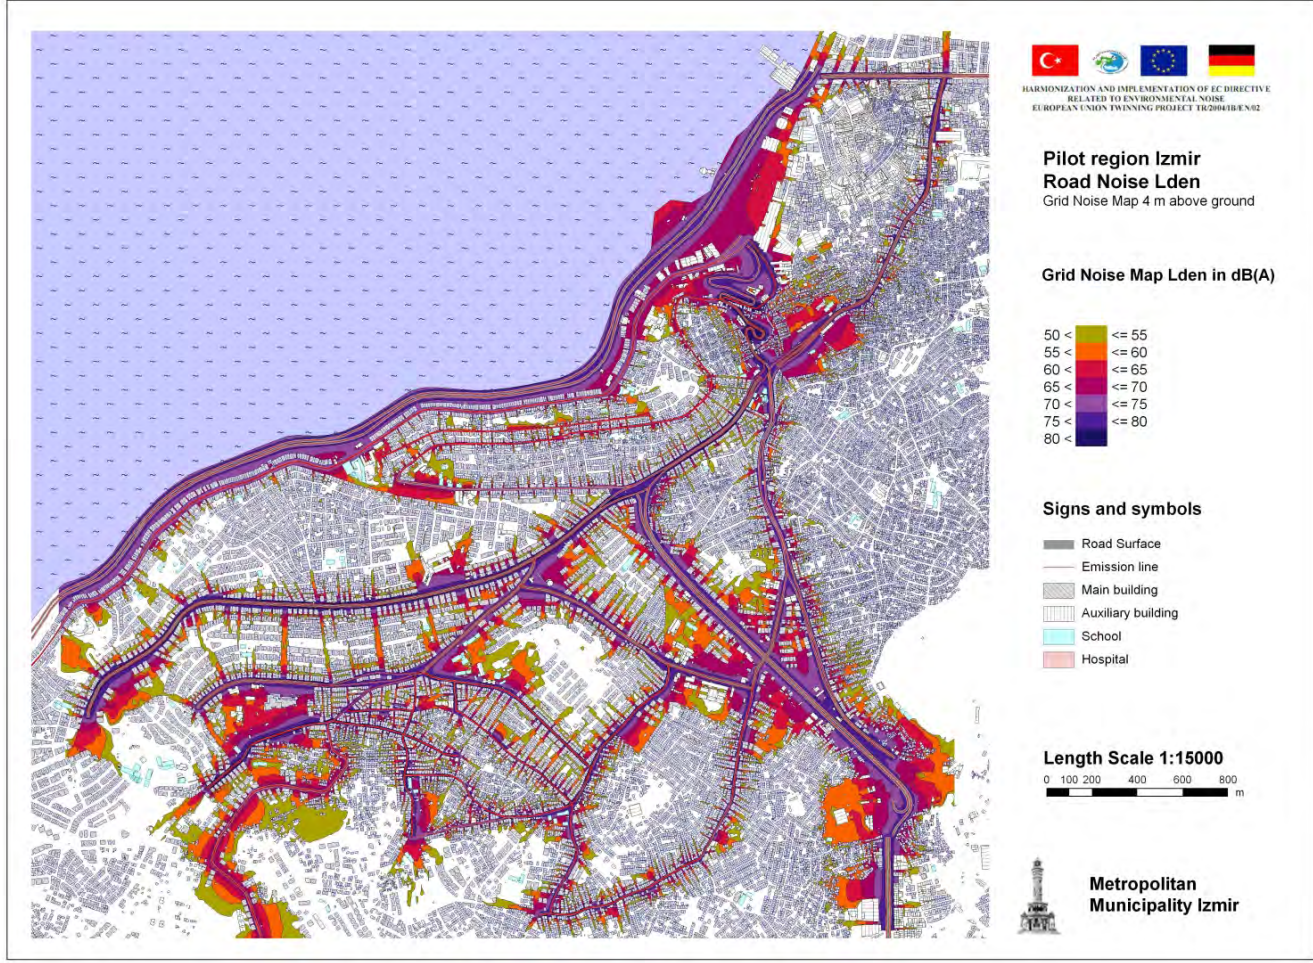 HARMONIZATION AND IMPLEMENTATION OF EC DIRECTIVE
RELATED TO ENVIRONMENTAL NOISE
EUROPEAN UNION TWINNING PROJECT TR/2004/IB/EN/02
Pilot region Izmir
Road Noise Lden
Grid Noise Map 4 m above ground
Grid Noise Map Lden in dB(A)
50 < <= 55
55 < <= 60
60 < <= 65
65 < <= 70
70 < <= 75
75 < <= 80
80 <
Signs and symbols
Road Surface
Emission line
Main building
Auxiliary building
School
Hospital
Length Scale 1:15000
0 100 200 400 600 800
m
Metropolitan
Municipality Izmir